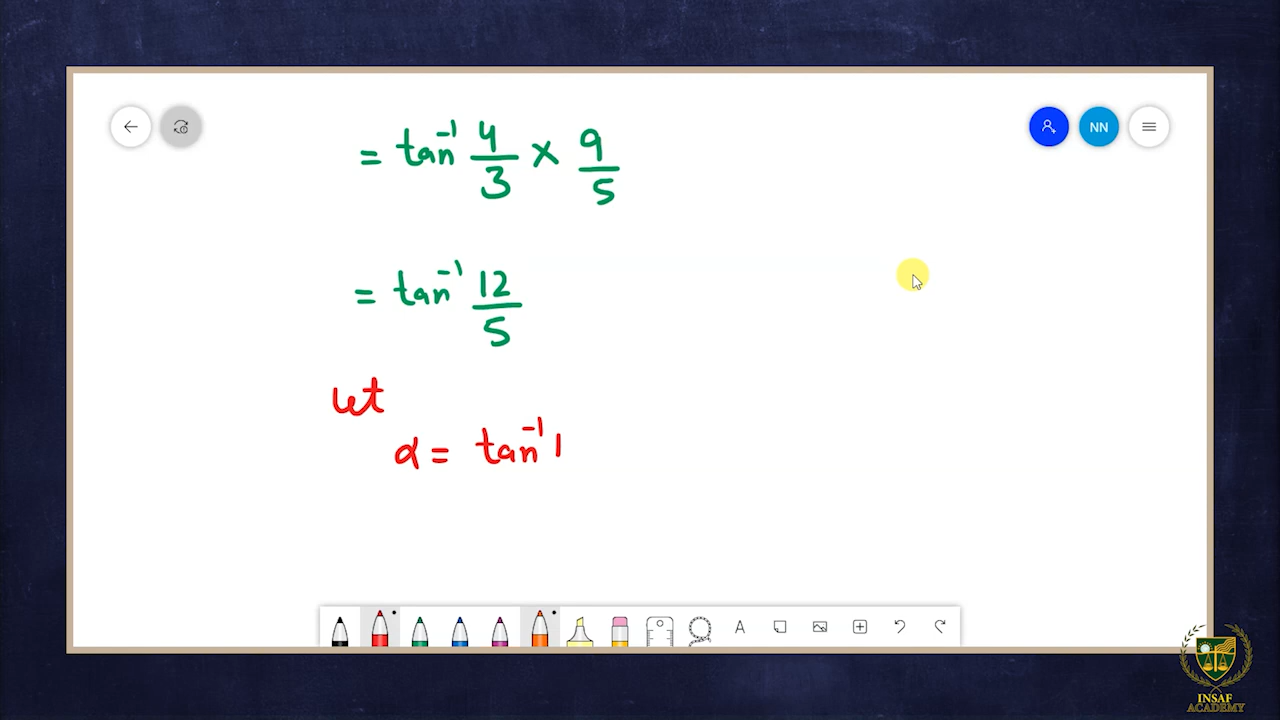 NN
= tan⁻¹ 4/3 × 9/5
= tan⁻¹ 12/5
let
α = tan⁻¹ 1
A
INSAF
ACADEMY